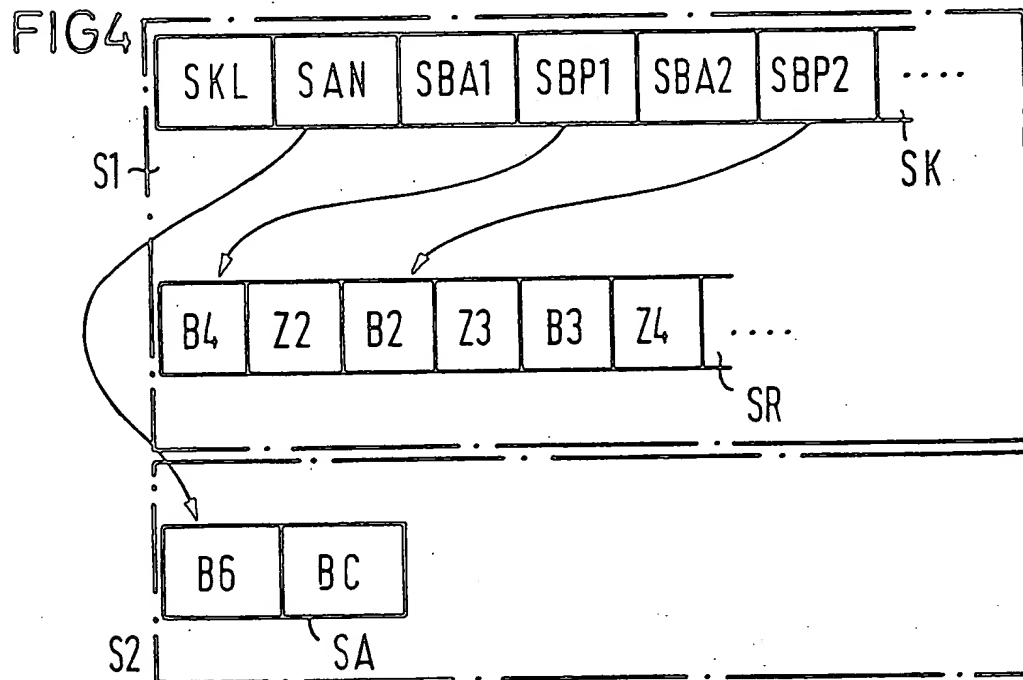 FIG4
SKL SAN SBA1 SBP1 SBA2 SBP2 ....
S1
SK
B4 Z2 B2 Z3 B3 Z4 ....
SR
B6 BC
S2
SA